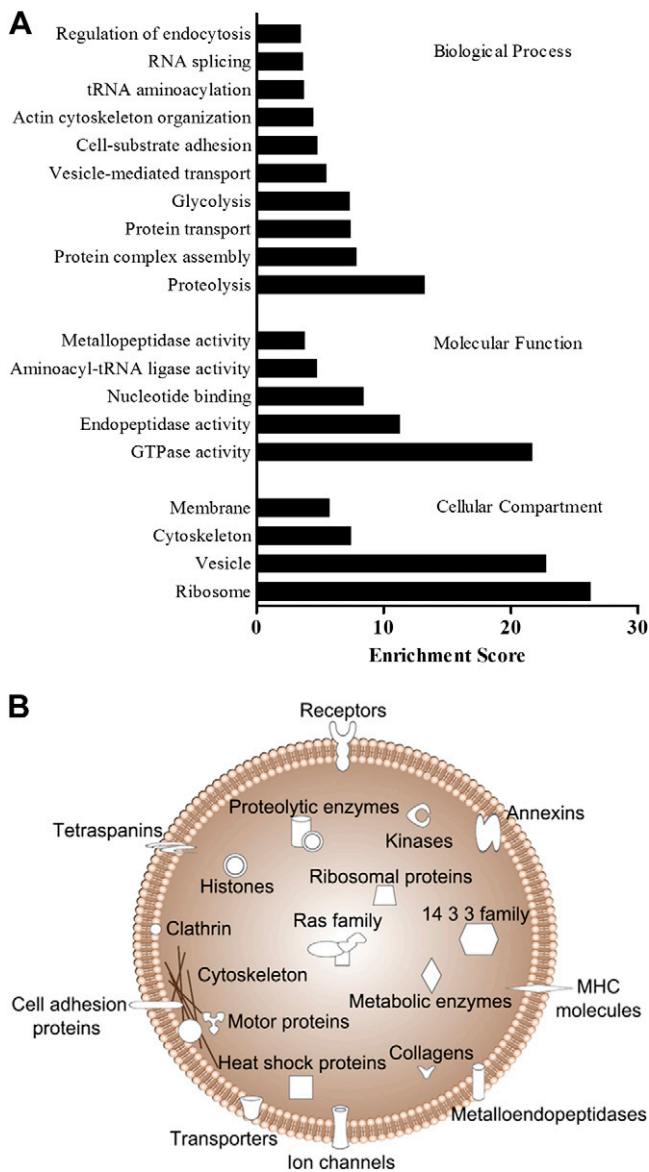 A
Regulation of endocytosis
Biological Process
RNA splicing
tRNA aminoacylation
Actin cytoskeleton organization
Cell-substrate adhesion
Vesicle-mediated transport
Glycolysis
Protein transport
Protein complex assembly
Proteolysis
Metallopeptidase activity
Molecular Function
Aminoacyl-tRNA ligase activity
Nucleotide binding
Endopeptidase activity
GTPase activity
Membrane
Cellular Compartment
Cytoskeleton
Vesicle
Ribosome
0 10 20 30
Enrichment Score
B
Receptors
Proteolytic enzymes
Annexins
Tetraspanins
Kinases
Histones
Ribosomal proteins
Ras family
14 3 3 family
Clathrin
Cytoskeleton
MHC
molecules
Metabolic enzymes
Cell adhesion
proteins
Motor proteins
Heat shock proteins
Collagens
Metalloendopeptidases
Transporters
Ion channels